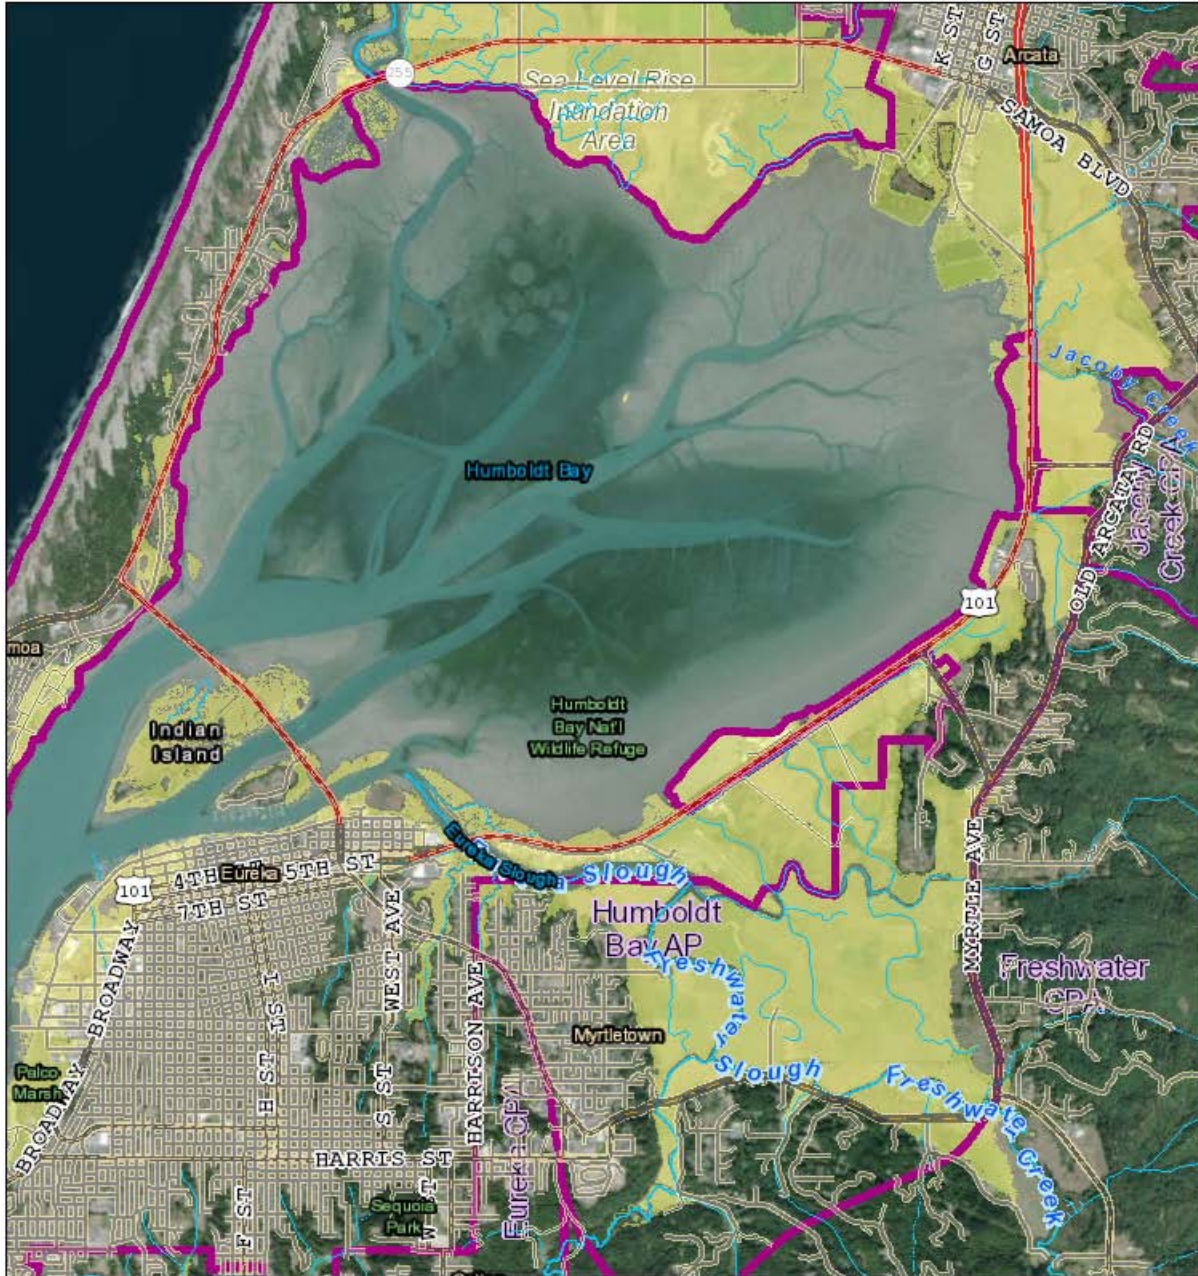 K ST
G ST
Arcata
255
Sea Level Rise
Inundation
Area
SAMOA BLVD
Jacoby Creek
Humboldt Bay
OLD ARCATA RD
Jacoby
Creek CPA
101
moa
Indian
Island
Humboldt
Bay Nat'l
Wildlife Refuge
Eureka Slough
Slough
101
4TH
Eureka
5TH ST
7TH ST
Humboldt
Bay AP
BROADWAY
WEST AVE
HARRISON AVE
MYRTLE AVE
Freshwater
CPA
Freshwater
Slough
I ST
H ST
S ST
Myrtletown
Palco
Marsh
BROADWAY
Freshwater
Creek
HARRIS ST
Eureka CPA
Sequoia
Park
F ST
W ST